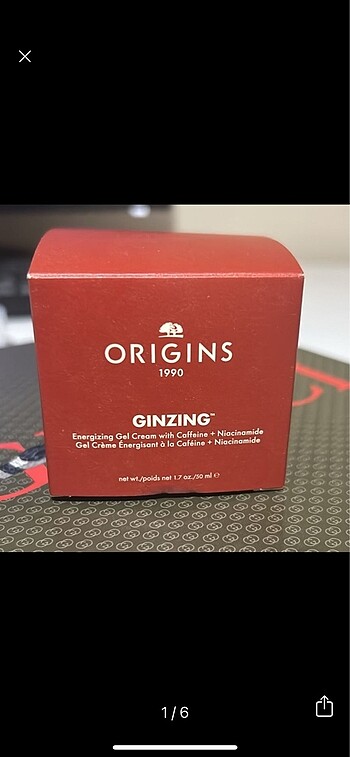 ORIGINS
1990
GINZING™
Energizing Gel Cream with Caffeine + Niacinamide
Gel Crème Énergisant à la Caféine + Niacinamide
net wt./poids net 1.7 oz./50 ml ℮
1/6